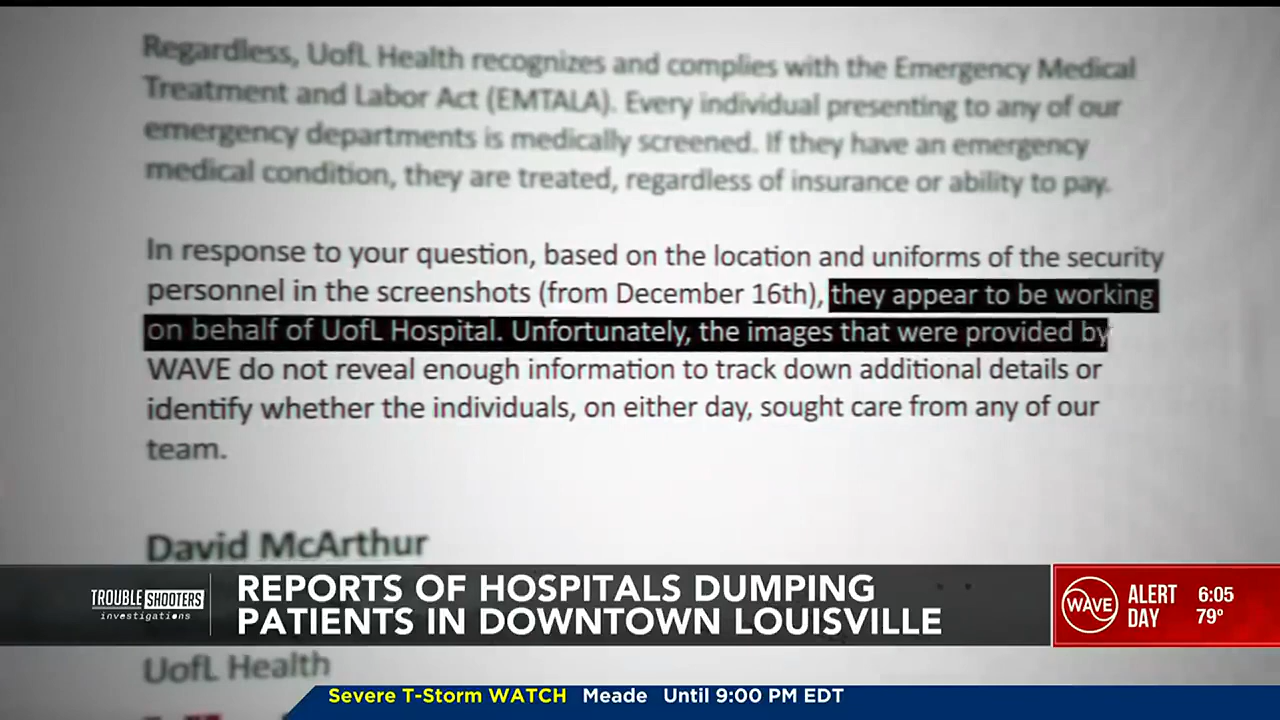 Regardless, UofL Health recognizes and complies with the Emergency Medical
Treatment and Labor Act (EMTALA). Every individual presenting to any of our
emergency departments is medically screened. If they have an emergency
medical condition, they are treated, regardless of insurance or ability to pay.
In response to your question, based on the location and uniforms of the security
personnel in the screenshots (from December 16th), they appear to be working
on behalf of UofL Hospital. Unfortunately, the images that were provided by
WAVE do not reveal enough information to track down additional details or
identify whether the individuals, on either day, sought care from any of our
team.
David McArthur
UofL Health
TROUBLE SHOOTERS
investigations
REPORTS OF HOSPITALS DUMPING
PATIENTS IN DOWNTOWN LOUISVILLE
WAVE
ALERT
DAY
6:05
79°
Severe T-Storm WATCH Meade Until 9:00 PM EDT